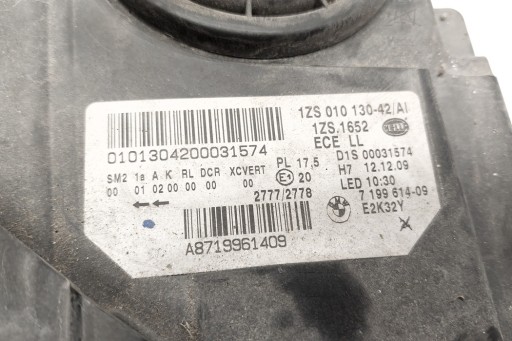 1ZS 010 130-42/AI
1ZS.1652
HELLA
ECE LL
0101304200031574
D1S 00031574
SM2 1a A K RL DCR XCVERT PL 17,5
H7 12.12.09
00 01 02 00 00 00 00 E1 20
LED 10:30
2777/2778
7 199 614-09
E2K32Y
A8719961409